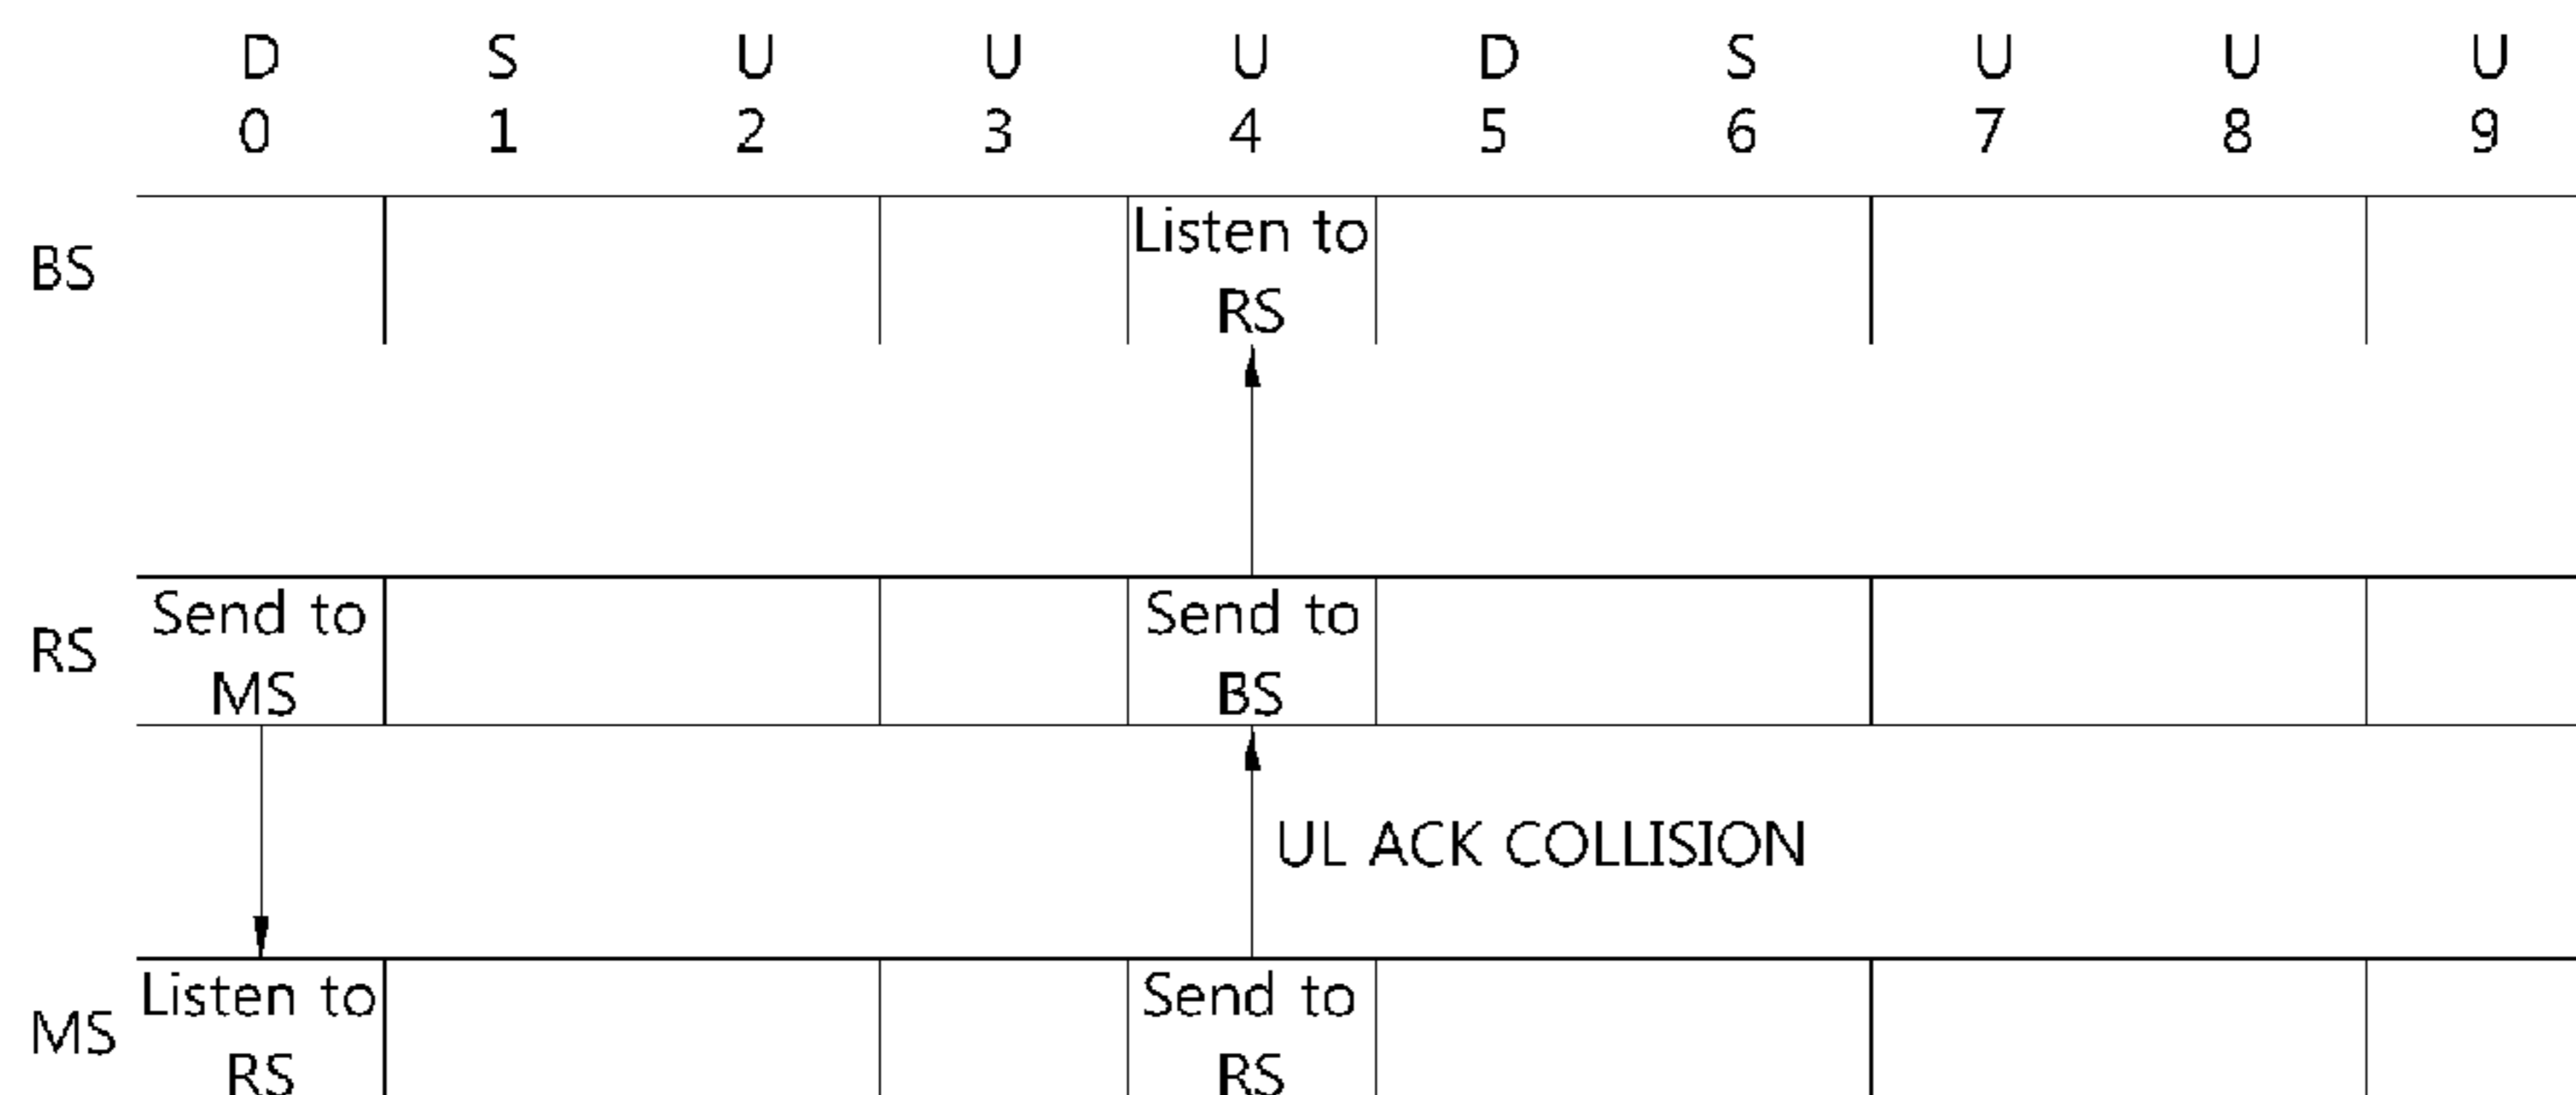 D S U U U D S U U U
0 1 2 3 4 5 6 7 8 9
BS
Listen to
RS
RS
Send to
MS
Send to
BS
UL ACK COLLISION
MS
Listen to
RS
Send to
RS